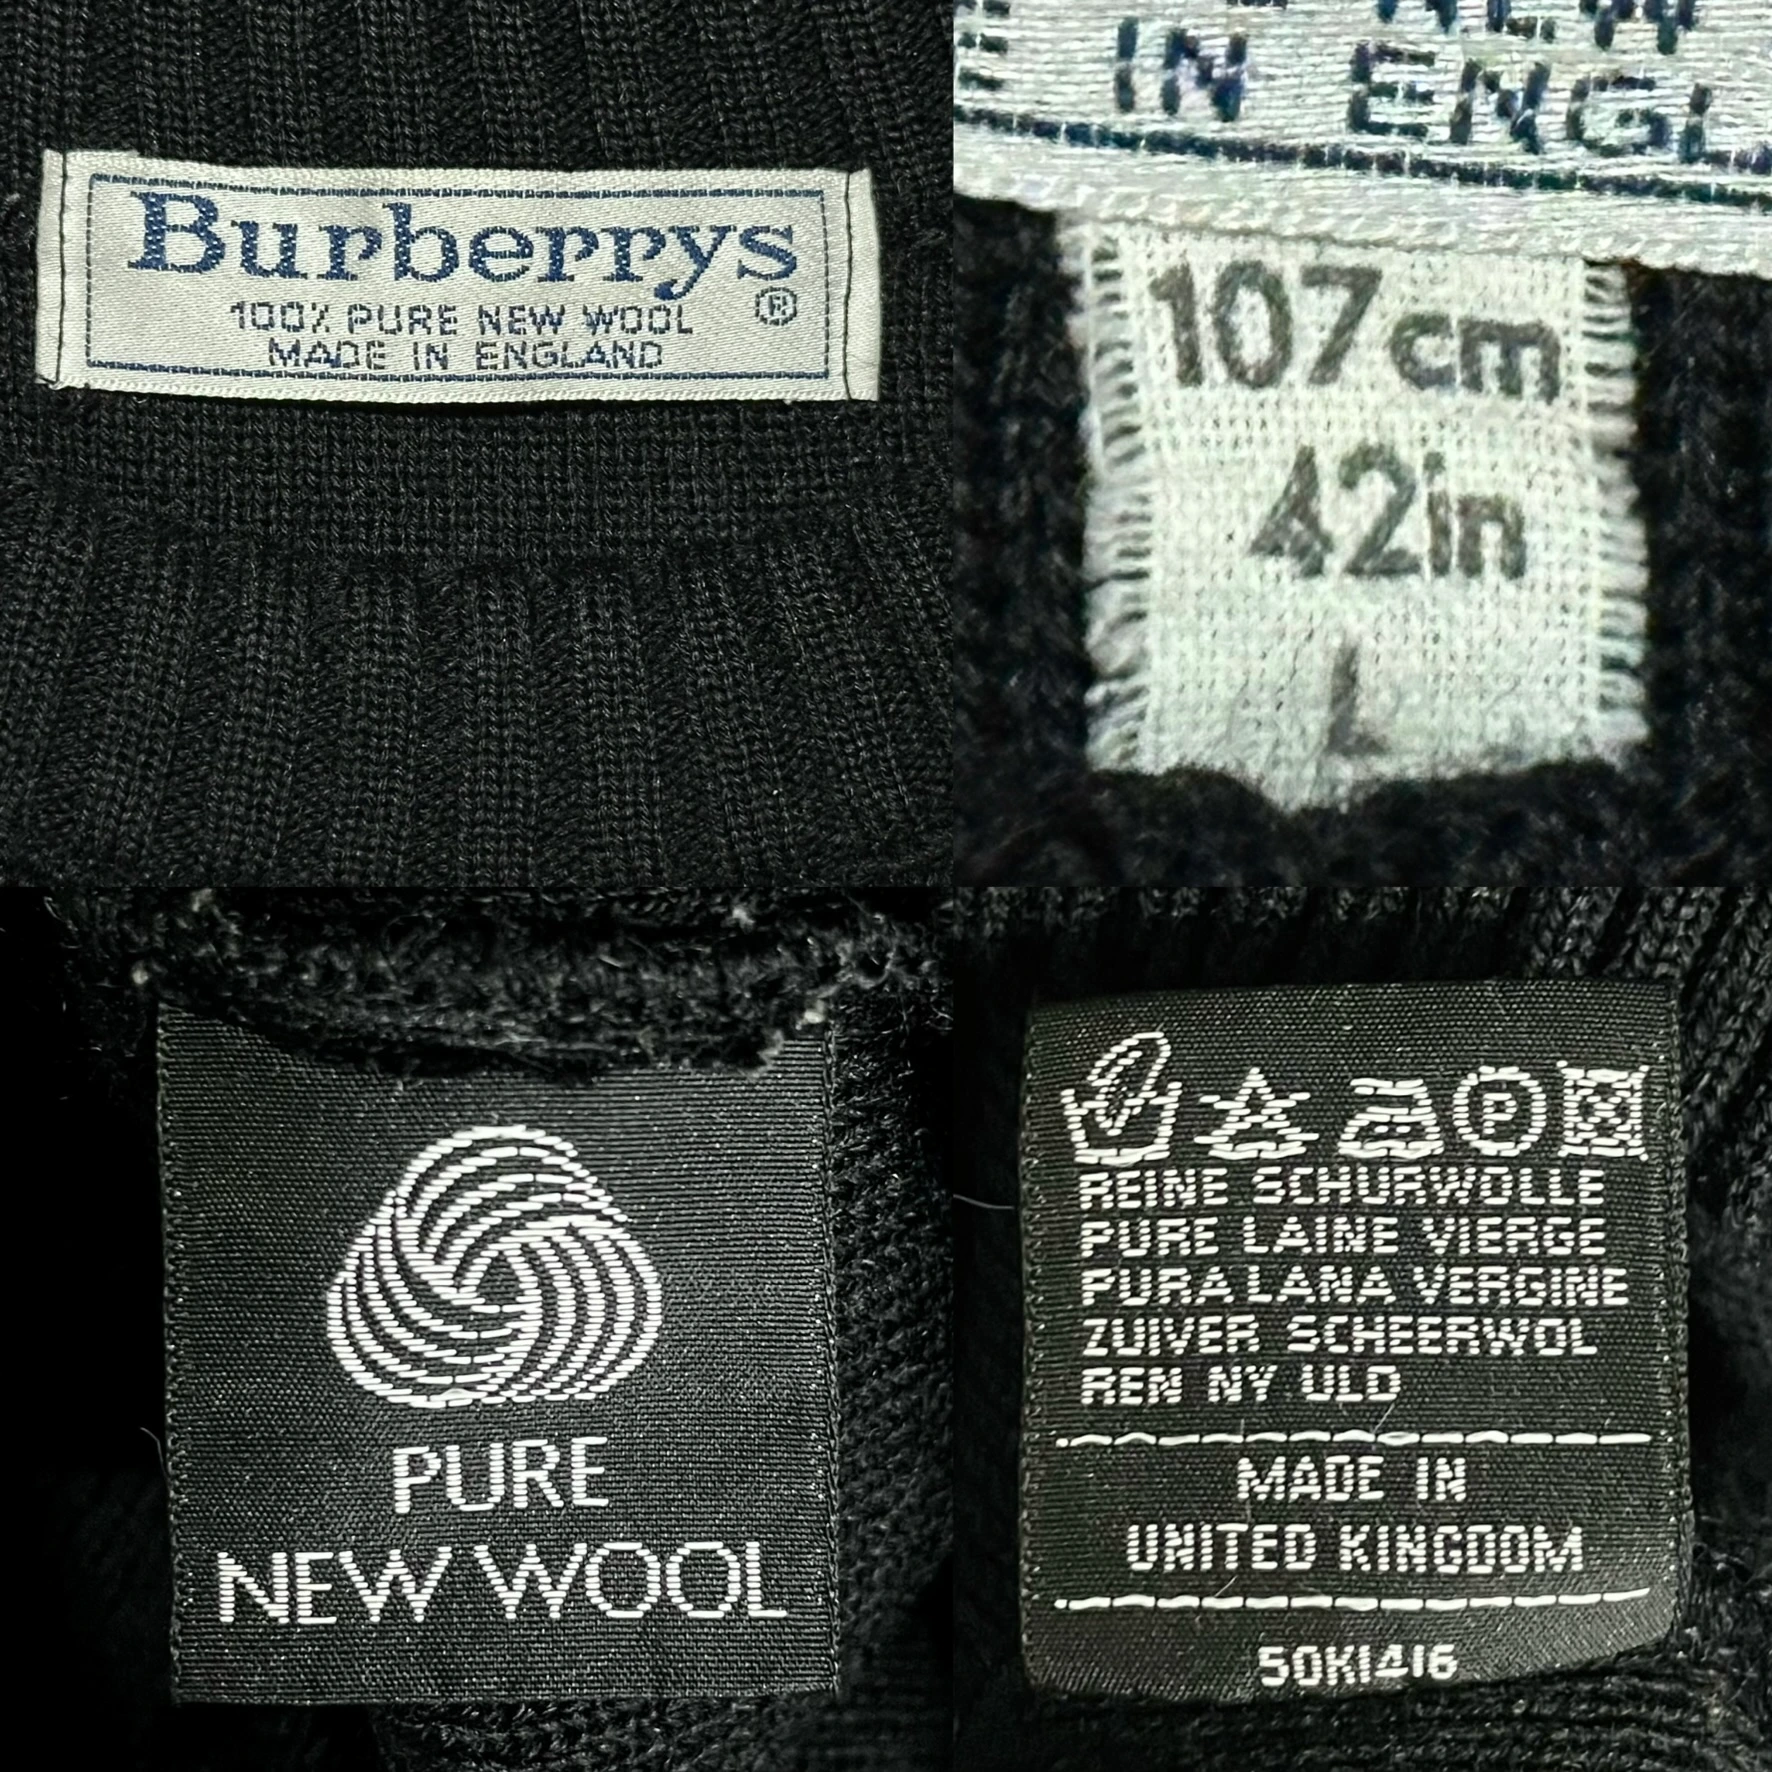 Burberrys
100% PURE NEW WOOL ®
MADE IN ENGLAND
IN ENGL
107cm
42in
L
PURE
NEW WOOL
P
REINE SCHURWOLLE
PURE LAINE VIERGE
PURA LANA VERGINE
ZUIVER SCHEERWOL
REN NY ULD
MADE IN
UNITED KINGDOM
50KI416